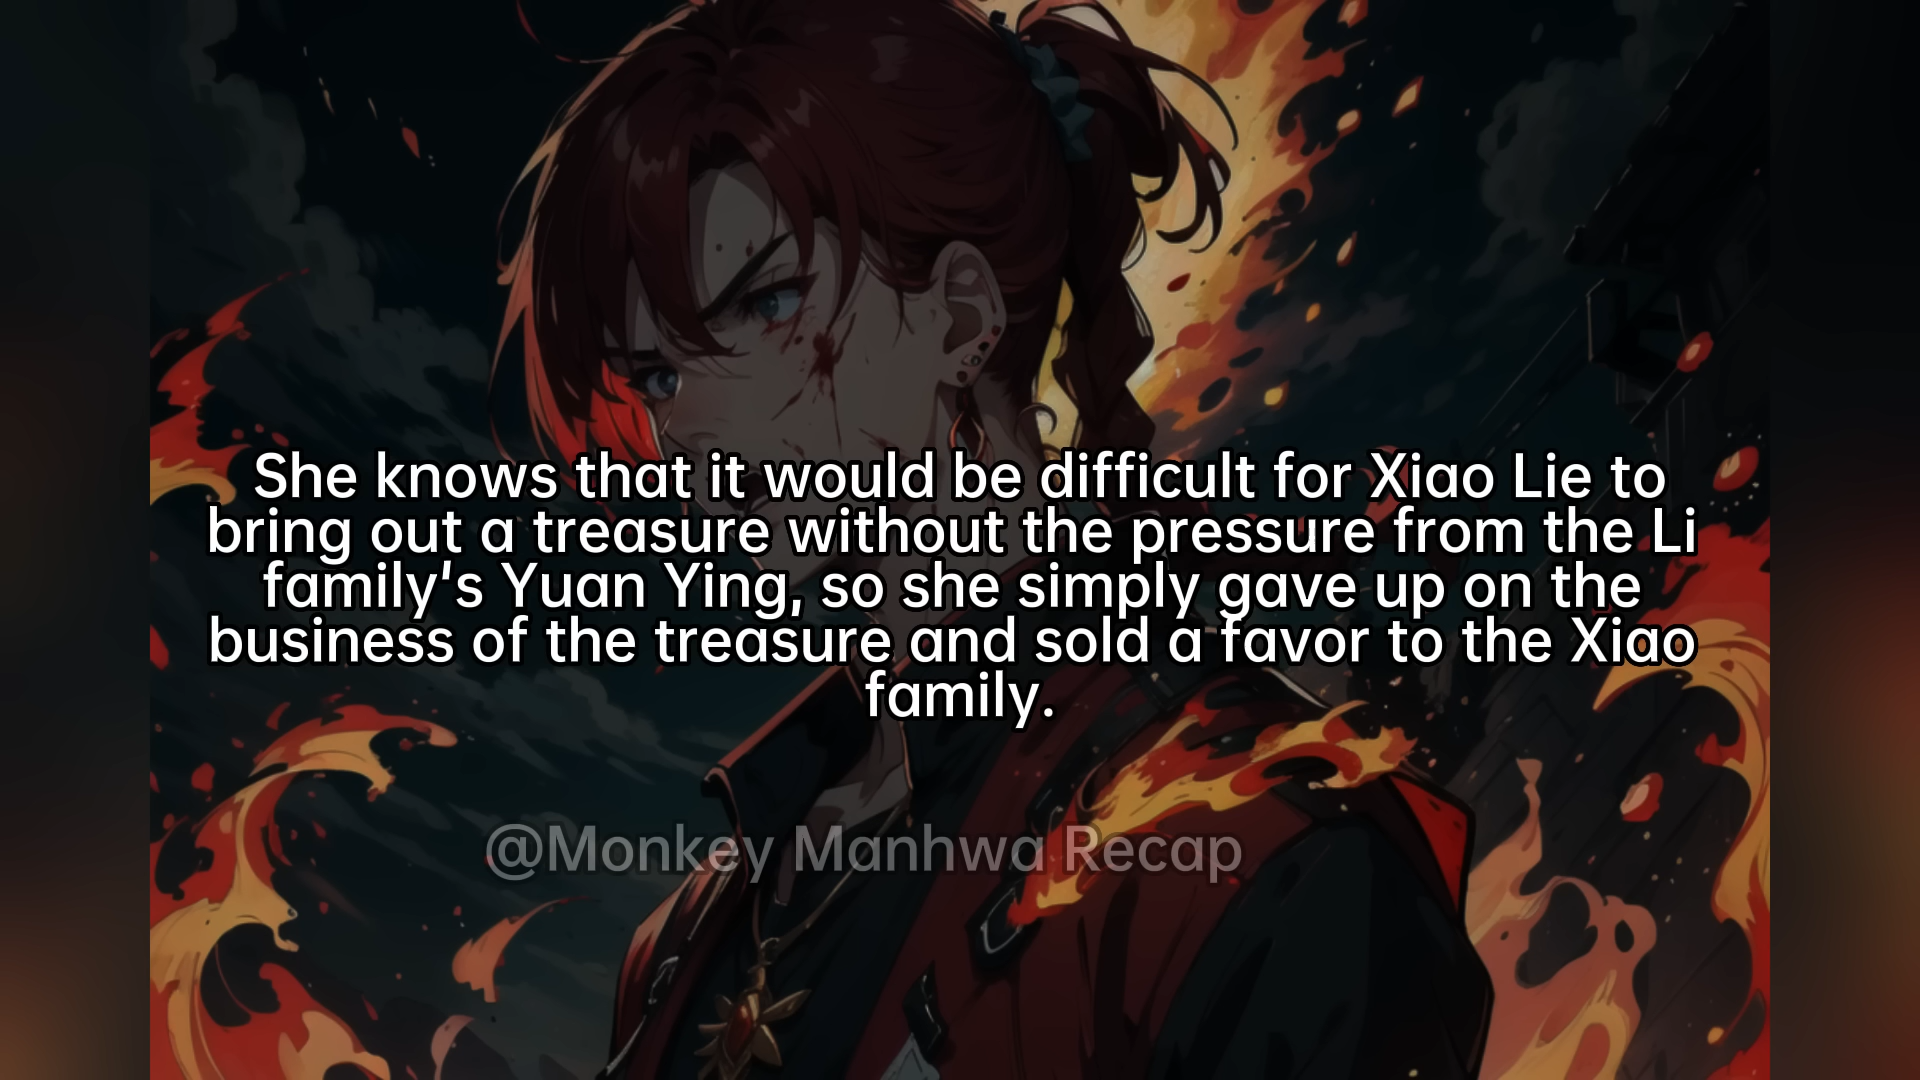 She knows that it would be difficult for Xiao Lie to
bring out a treasure without the pressure from the Li
family's Yuan Ying, so she simply gave up on the
business of the treasure and sold a favor to the Xiao
family.
@Monkey Manhwa Recap